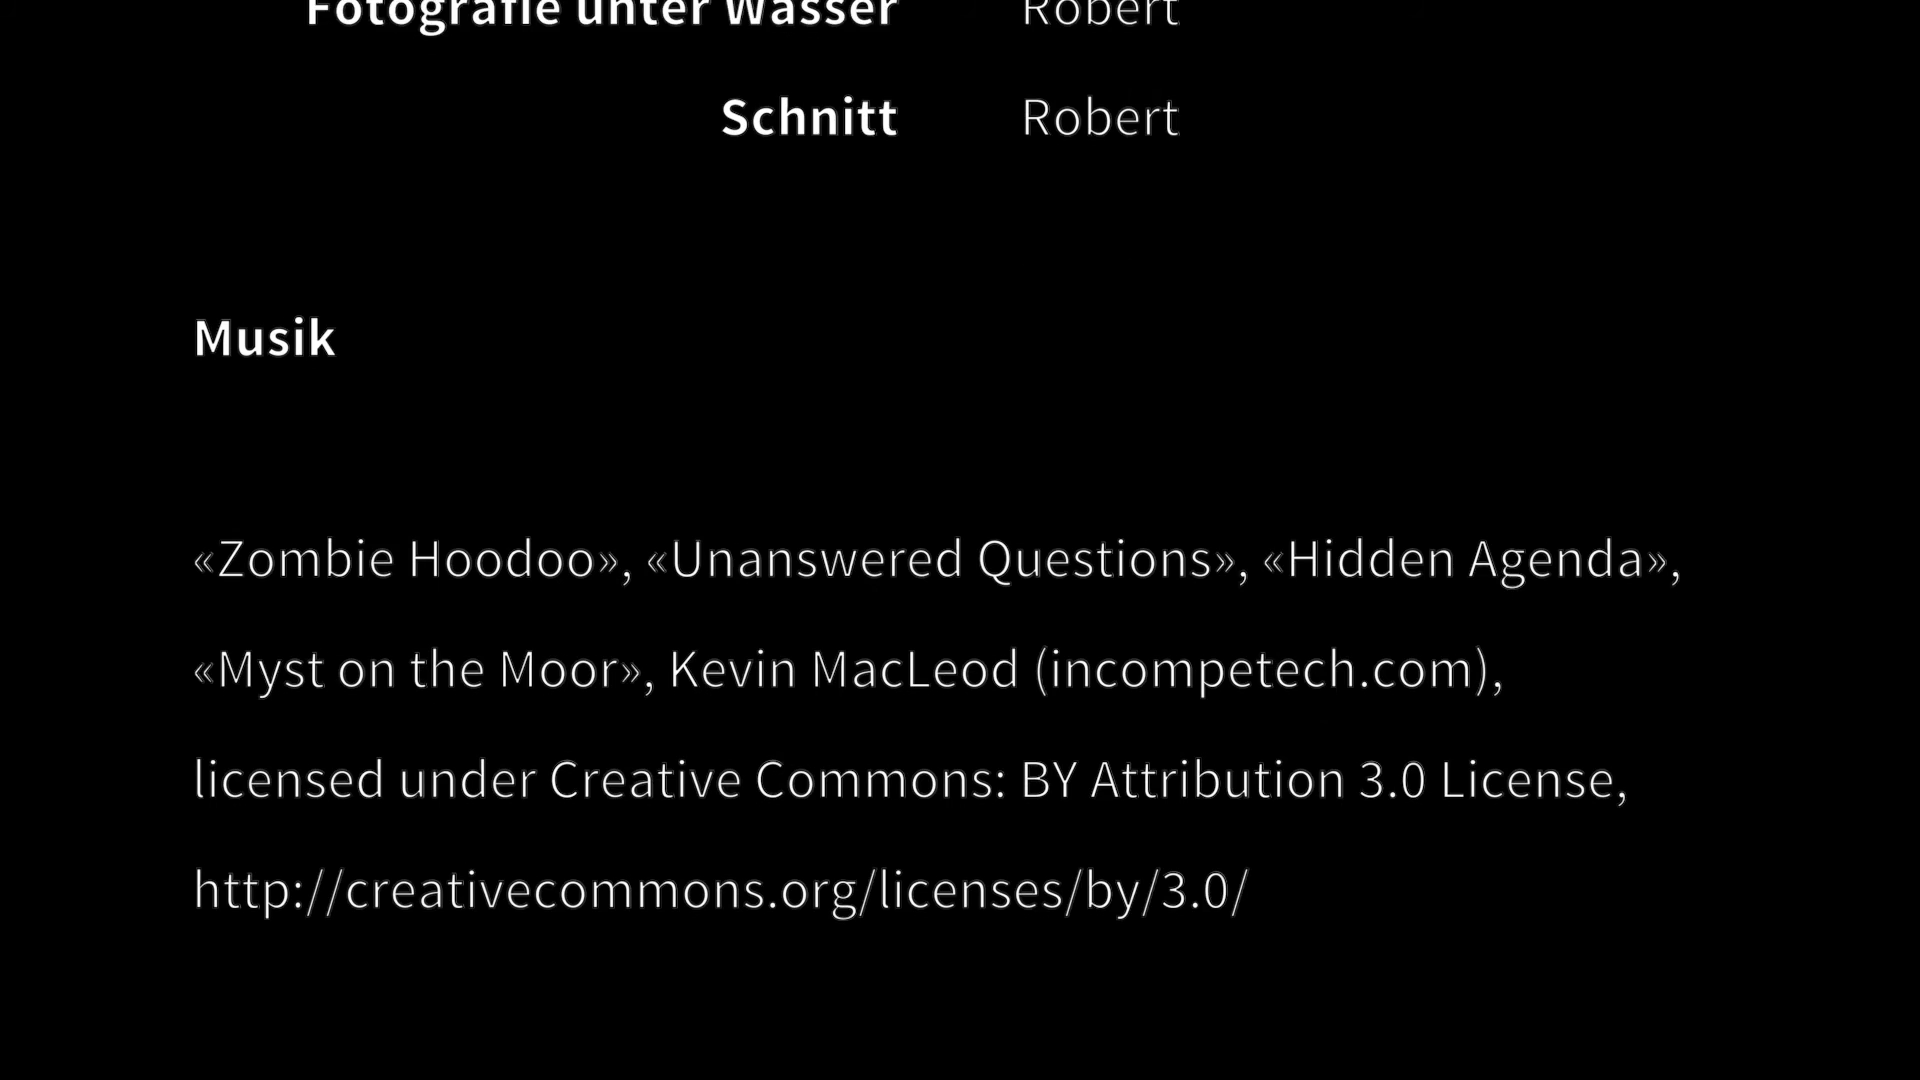 Fotografie unter Wasser Robert
Schnitt Robert
Musik
«Zombie Hoodoo», «Unanswered Questions», «Hidden Agenda»,
«Myst on the Moor», Kevin MacLeod (incompetech.com),
licensed under Creative Commons: BY Attribution 3.0 License,
http://creativecommons.org/licenses/by/3.0/